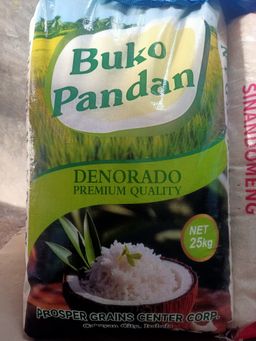 Buko
Pandan
DENORADO
PREMIUM QUALITY
NET
25kg
PROSPER GRAINS CENTER CORP.
SINANDOMENG